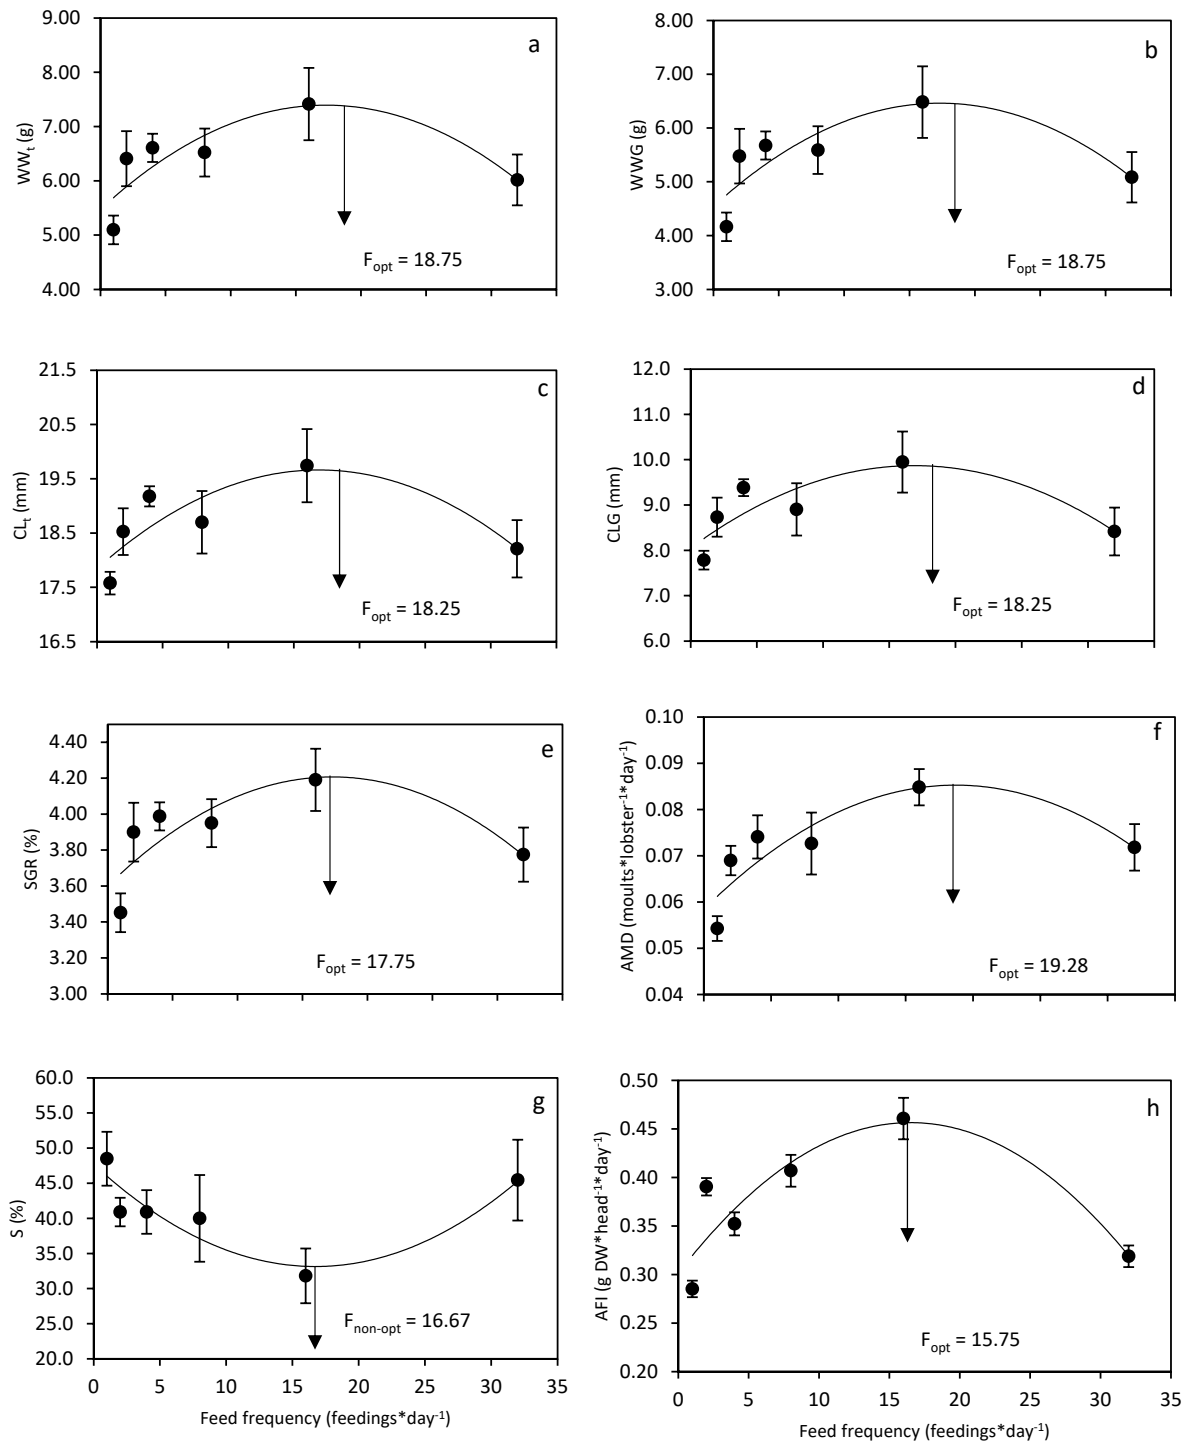 a
9.00
8.00
7.00
6.00
5.00
4.00
WWt (g)
Fopt = 18.75
b
8.00
7.00
6.00
5.00
4.00
3.00
WWG (g)
Fopt = 18.75
c
21.5
20.5
19.5
18.5
17.5
16.5
CLt (mm)
Fopt = 18.25
d
12.0
11.0
10.0
9.0
8.0
7.0
6.0
CLG (mm)
Fopt = 18.25
e
4.40
4.20
4.00
3.80
3.60
3.40
3.20
3.00
SGR (%)
Fopt = 17.75
f
0.10
0.09
0.08
0.07
0.06
0.05
0.04
AMD (moults*lobster-1*day-1)
Fopt = 19.28
g
60.0
55.0
50.0
45.0
40.0
35.0
30.0
25.0
20.0
S (%)
Fnon-opt = 16.67
0 5 10 15 20 25 30 35
Feed frequency (feedings*day-1)
h
0.50
0.45
0.40
0.35
0.30
0.25
0.20
AFI (g DW*head-1*day-1)
Fopt = 15.75
0 5 10 15 20 25 30 35
Feed frequency (feedings*day-1)